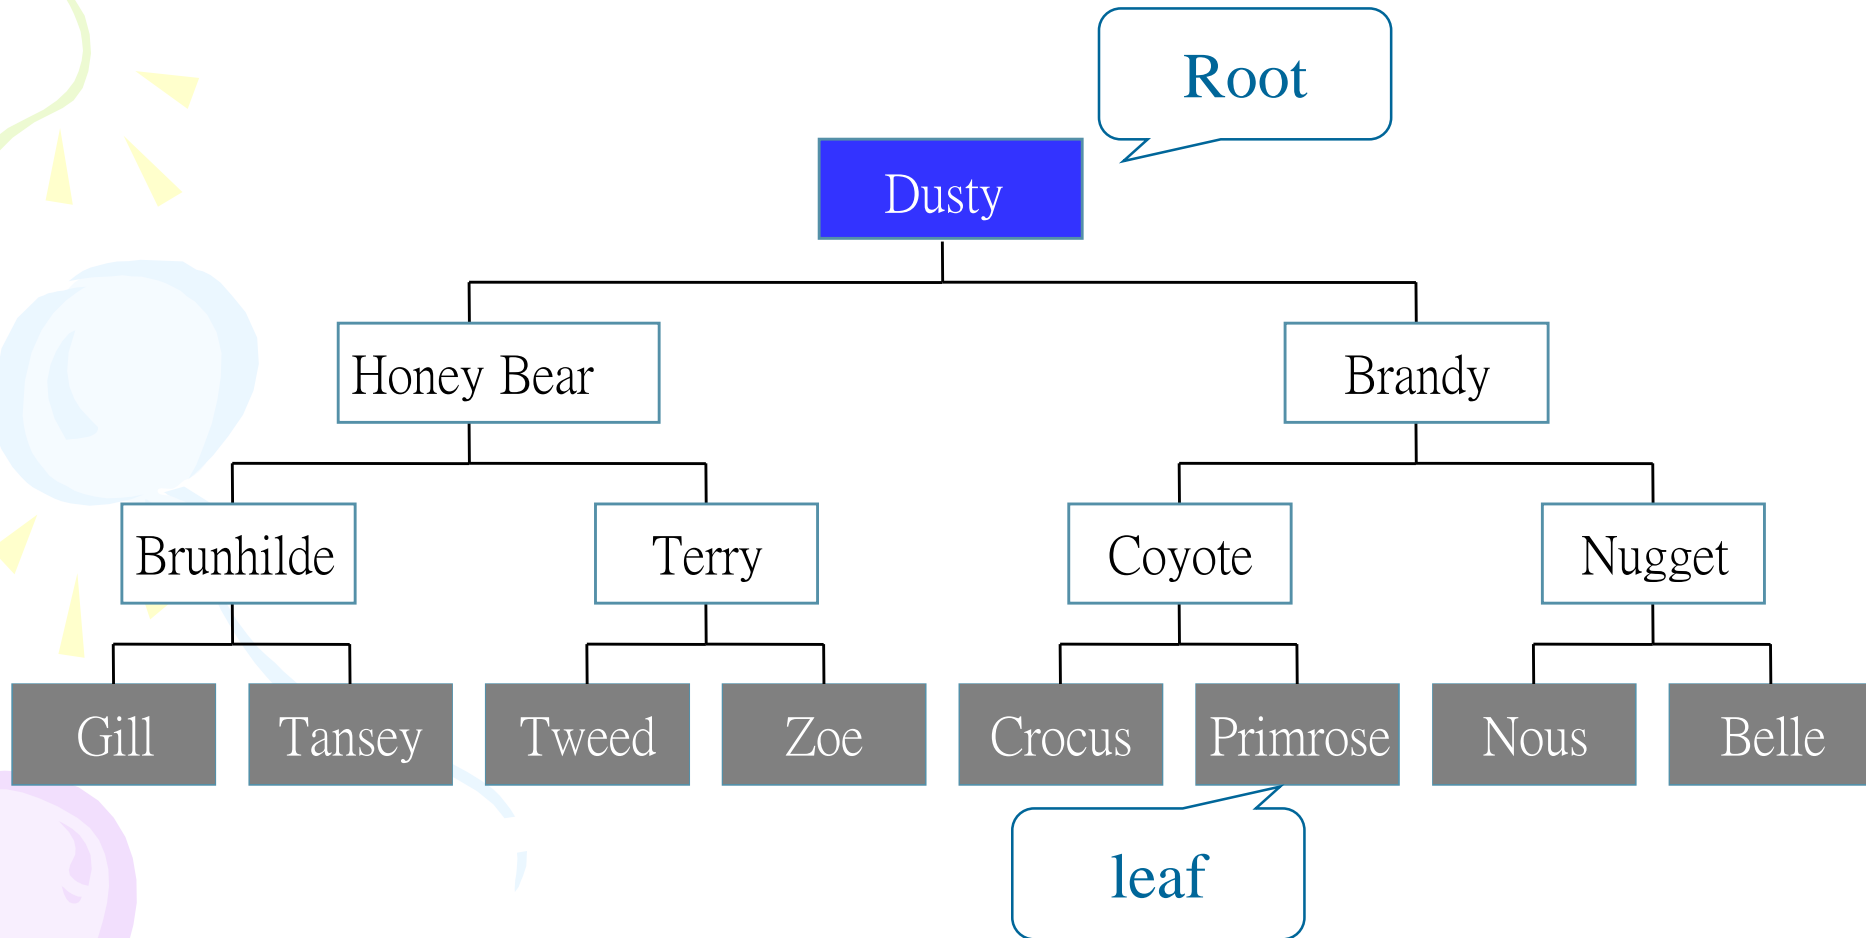 Root
Dusty
Honey Bear
Brandy
Brunhilde
Terry
Coyote
Nugget
Gill
Tansey
Tweed
Zoe
Crocus
Primrose
Nous
Belle
leaf